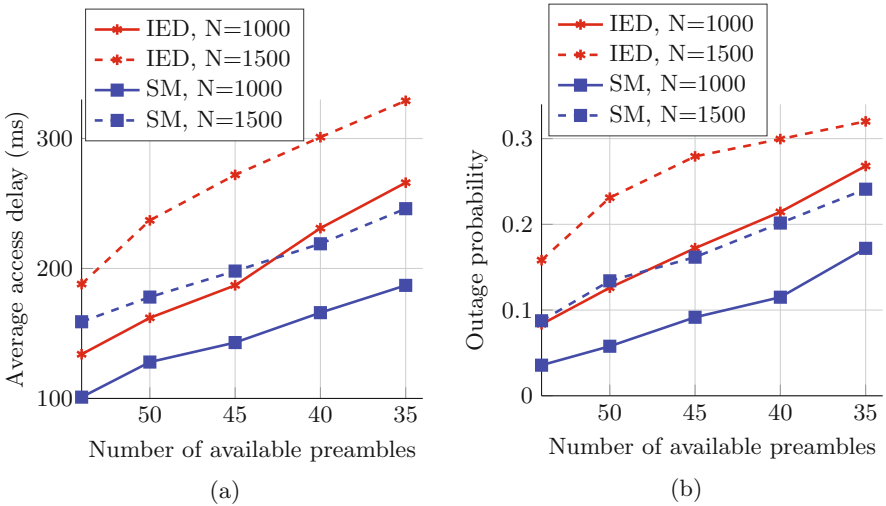 IED, N=1000
IED, N=1500
SM, N=1000
SM, N=1500
300
200
100
50
45
40
35
Average access delay (ms)
Number of available preambles
(a)
IED, N=1000
IED, N=1500
SM, N=1000
SM, N=1500
0.3
0.2
0.1
0
50
45
40
35
Outage probability
Number of available preambles
(b)